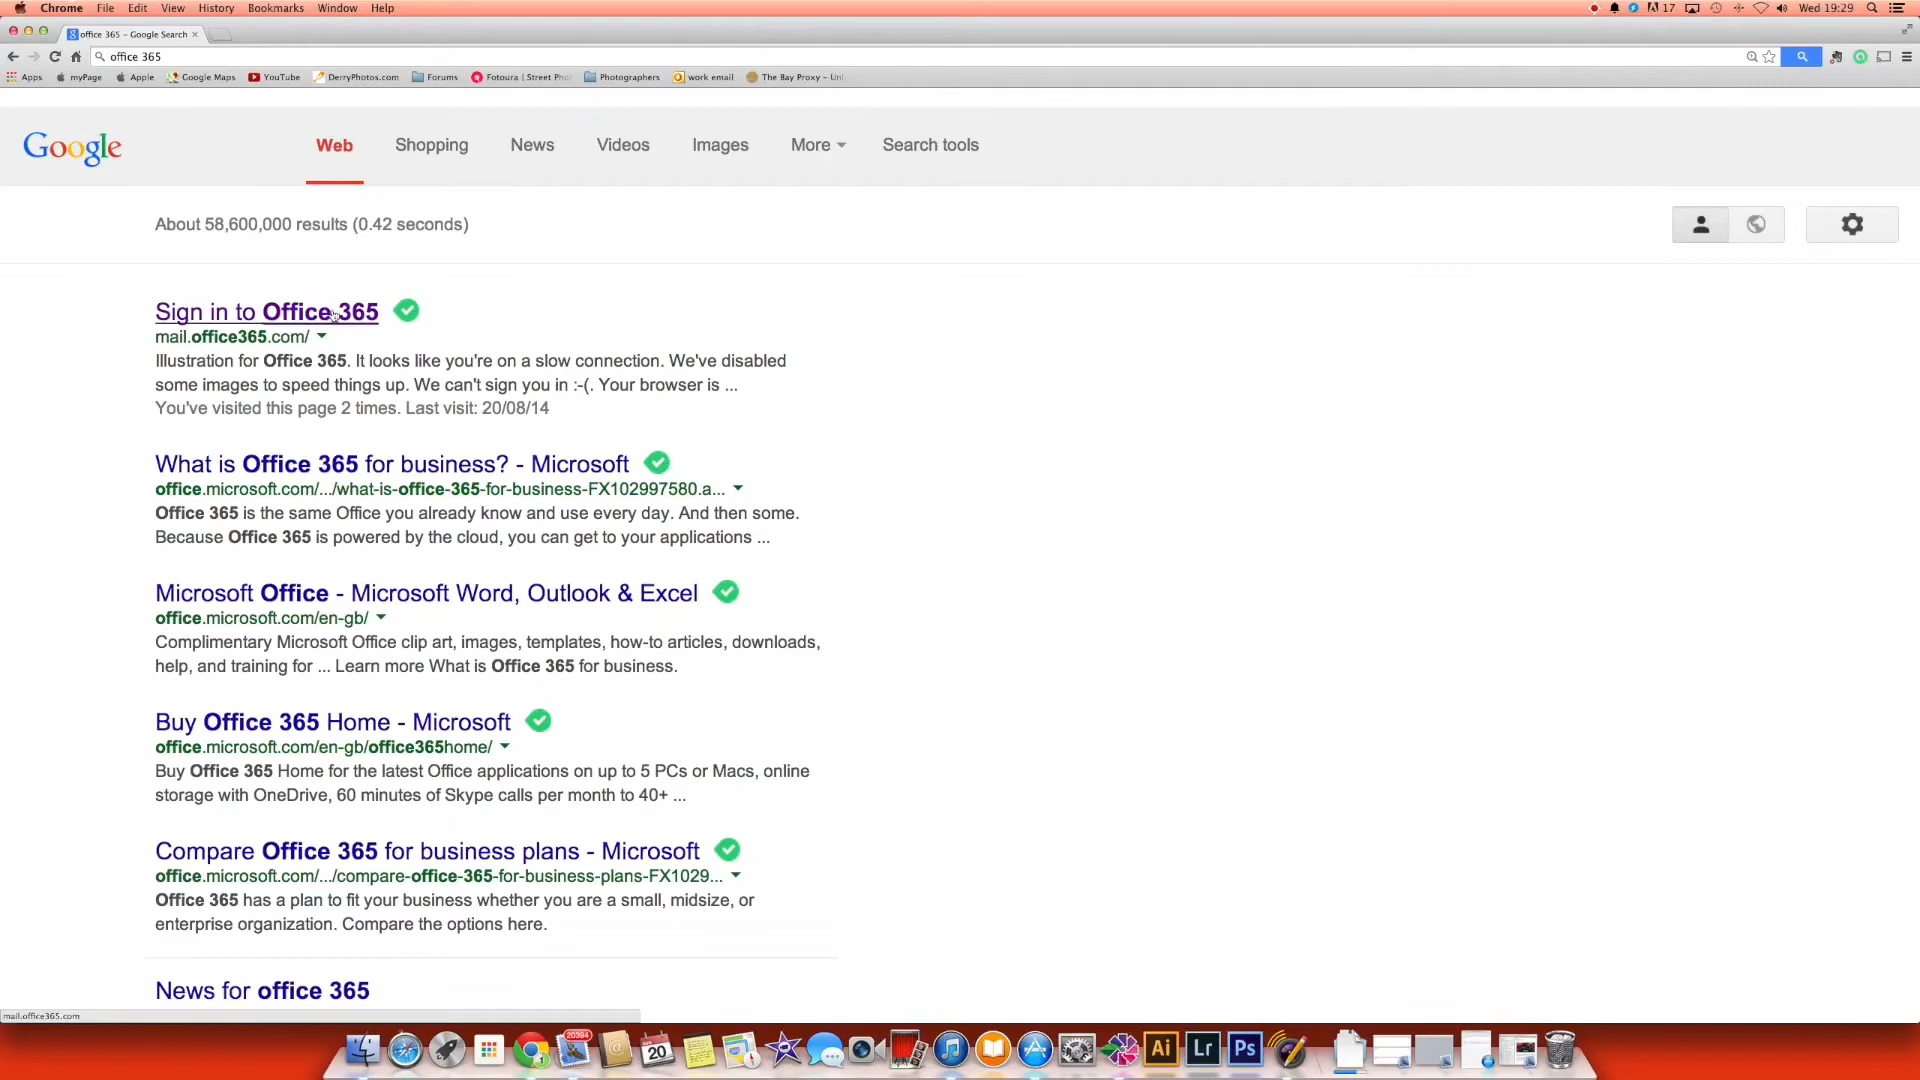 Chrome File Edit View History Bookmarks Window Help
17 Wed 19:29
office 365 - Google Search
office 365
Apps myPage Apple Google Maps YouTube DerryPhotos.com Forums Fotoura | Street Pho Photographers work email The Bay Proxy - Unl
Google Web Shopping News Videos Images More Search tools
About 58,600,000 results (0.42 seconds)
Sign in to Office 365
mail.office365.com/
Illustration for Office 365. It looks like you're on a slow connection. We've disabled
some images to speed things up. We can't sign you in :-(. Your browser is ...
You've visited this page 2 times. Last visit: 20/08/14
What is Office 365 for business? - Microsoft
office.microsoft.com/.../what-is-office-365-for-business-FX102997580.a...
Office 365 is the same Office you already know and use every day. And then some.
Because Office 365 is powered by the cloud, you can get to your applications ...
Microsoft Office - Microsoft Word, Outlook & Excel
office.microsoft.com/en-gb/
Complimentary Microsoft Office clip art, images, templates, how-to articles, downloads,
help, and training for ... Learn more What is Office 365 for business.
Buy Office 365 Home - Microsoft
office.microsoft.com/en-gb/office365home/
Buy Office 365 Home for the latest Office applications on up to 5 PCs or Macs, online
storage with OneDrive, 60 minutes of Skype calls per month to 40+ ...
Compare Office 365 for business plans - Microsoft
office.microsoft.com/.../compare-office-365-for-business-plans-FX1029...
Office 365 has a plan to fit your business whether you are a small, midsize, or
enterprise organization. Compare the options here.
News for office 365
mail.office365.com
20394
20
Ai Lr Ps